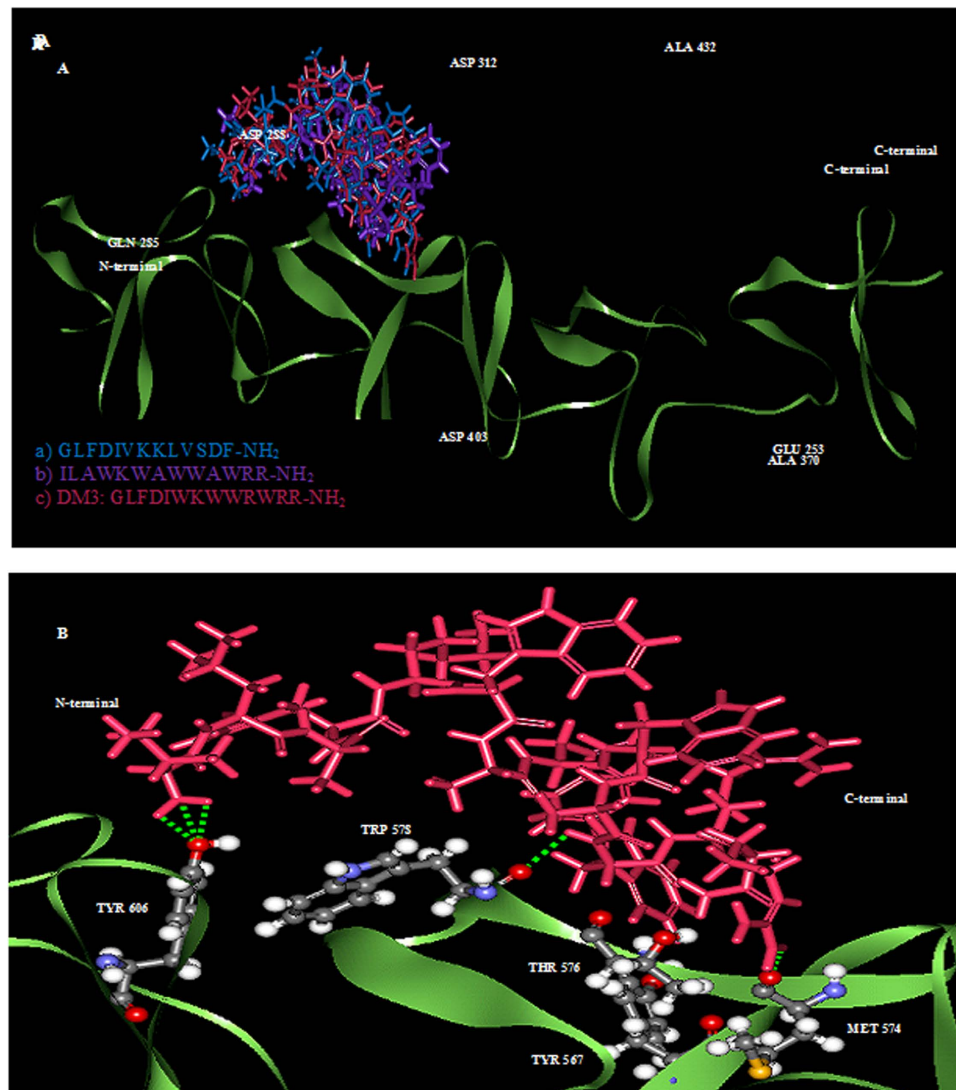 A
ASP 312
ALA 432
ASP 288
C-terminal
C-terminal
GLN 285
N-terminal
ASP 403
GLU 253
ALA 370
a) GLFDIVKKLVSDF-NH₂
b) ILAWKWAWWAWRR-NH₂
c) DM3: GLFDIWKWWRWRR-NH₂
B
N-terminal
C-terminal
TRP 578
TYR 606
THR 576
MET 574
TYR 567